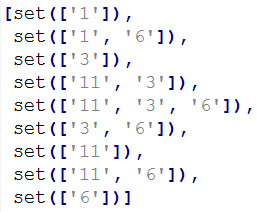 [set(['1']),
set(['1', '6']),
set(['3']),
set(['11', '3']),
set(['11', '3', '6']),
set(['3', '6']),
set(['11']),
set(['11', '6']),
set(['6'])]